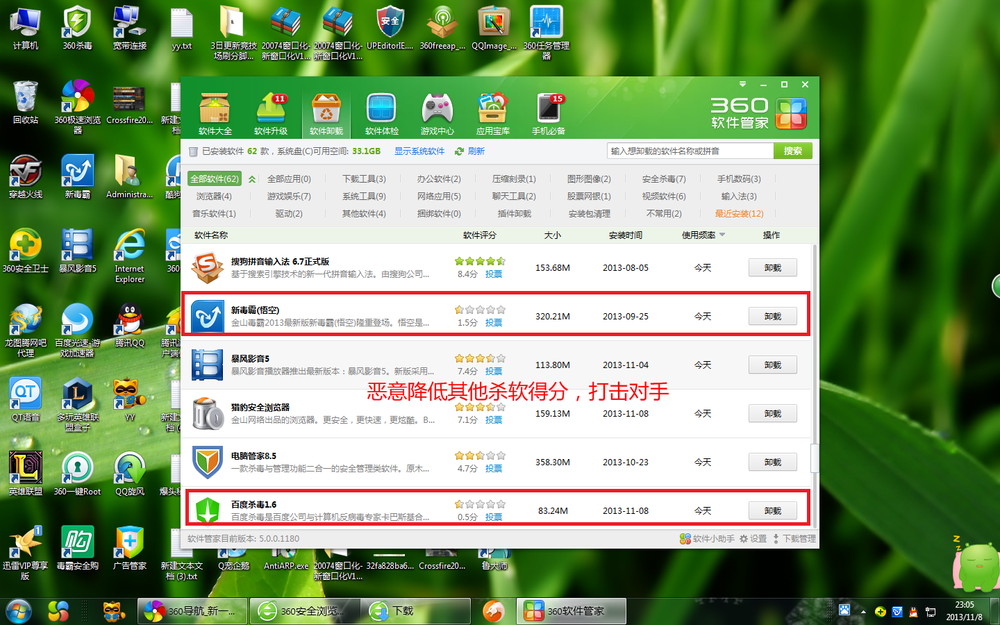 计算机
360杀毒
宽带连接
yy.txt
3日更新竞技场刷分脚...
20074窗口化-新窗口化V1...
20074窗口化-新窗口化V1...
UPEditorIE...
360freeap_...
QQImage_...
360任务管理器
回收站
360极速浏览器
Crossfire20...
新建
穿越火线
新毒霸
Administra...
酷狗
360安全卫士
暴风影音5
Internet Explorer
360
龙图腾网吧代理
百度光速-游戏加速器
腾讯QQ
QT语音
多玩英雄联盟盒子
YY
新建
英雄联盟
360一键Root
QQ旋风
爆头
迅雷VIP尊享版
毒霸安全购
广告管家
新建文本文档 (3).txt
Q宠企鹅
AntiARP.exe
20074窗口化-新窗口化V1...
32fa828ba6...
Crossfire20...
鲁大师
安全
软件大全
11
软件升级
软件卸载
软件体检
游戏中心
应用宝库
15
手机必备
360
软件管家
已安装软件 62 款，系统盘(C)可用空间: 33.1GB 显示系统软件 刷新
输入想卸载的软件名称或拼音 搜索
全部软件(62) 全部应用(0) 下载工具(3) 办公软件(2) 压缩刻录(1) 图形图像(2) 安全杀毒(7) 手机数码(3)
浏览器(4) 游戏娱乐(7) 系统工具(9) 网络应用(5) 聊天工具(2) 股票网银(1) 视频软件(6) 输入法(3)
音乐软件(1) 驱动(2) 其他软件(4) 捆绑软件(0) 插件卸载 安装包清理 不常用(2) 最近安装(12)
软件名称 软件评分 大小 安装时间 使用频率 操作
搜狗拼音输入法 6.7正式版
基于搜索引擎技术的新一代拼音输入法。由搜狗公司...
8.4分 投票 153.68M 2013-08-05 今天 卸载
新毒霸(悟空)
金山毒霸2013最新版新毒霸(悟空)隆重登场。悟空是...
1.5分 投票 320.21M 2013-09-25 今天 卸载
暴风影音5
暴风影音播放器推出最新版本：暴风影音5。新版采用...
7.4分 投票 113.80M 2013-11-04 今天 卸载
恶意降低其他杀软得分，打击对手
猎豹安全浏览器
金山网络出品的浏览器。更安全，更快速，更炫酷。B...
7.1分 投票 159.13M 2013-11-08 今天 卸载
电脑管家8.5
一款杀毒与管理功能二合一的安全管理类软件。原木...
4.7分 投票 358.30M 2013-10-23 今天 卸载
百度杀毒1.6
百度杀毒是百度公司与计算机反病毒专家卡巴斯基合...
0.5分 投票 83.24M 2013-11-08 今天 卸载
软件管家目前版本: 5.0.0.1180
软件小助手 设置 下载管理
360导航_新一...
360安全浏览...
下载
360软件管家
23:05
2013/11/8